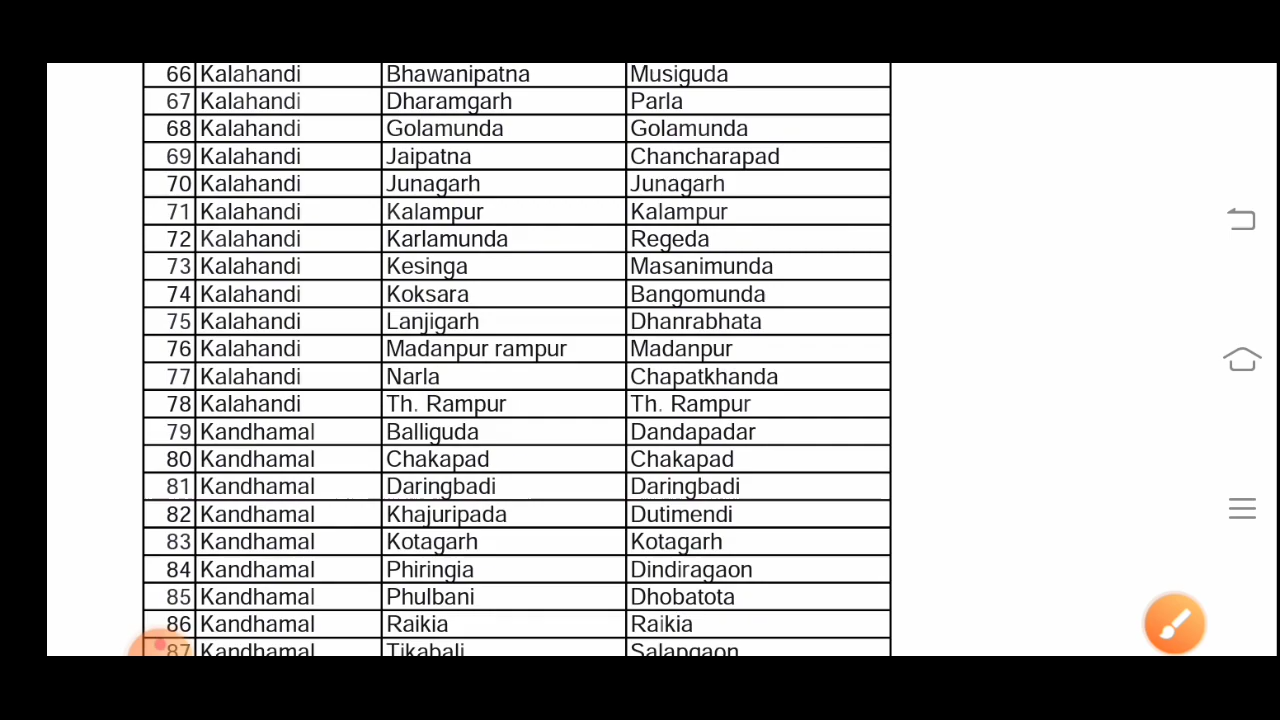 66 Kalahandi Bhawanipatna Musiguda
67 Kalahandi Dharamgarh Parla
68 Kalahandi Golamunda Golamunda
69 Kalahandi Jaipatna Chancharapad
70 Kalahandi Junagarh Junagarh
71 Kalahandi Kalampur Kalampur
72 Kalahandi Karlamunda Regeda
73 Kalahandi Kesinga Masanimunda
74 Kalahandi Koksara Bangomunda
75 Kalahandi Lanjigarh Dhanrabhata
76 Kalahandi Madanpur rampur Madanpur
77 Kalahandi Narla Chapatkhanda
78 Kalahandi Th. Rampur Th. Rampur
79 Kandhamal Balliguda Dandapadar
80 Kandhamal Chakapad Chakapad
81 Kandhamal Daringbadi Daringbadi
82 Kandhamal Khajuripada Dutimendi
83 Kandhamal Kotagarh Kotagarh
84 Kandhamal Phiringia Dindiragaon
85 Kandhamal Phulbani Dhobatota
86 Kandhamal Raikia Raikia
87 Kandhamal Tikabali Salapgaon